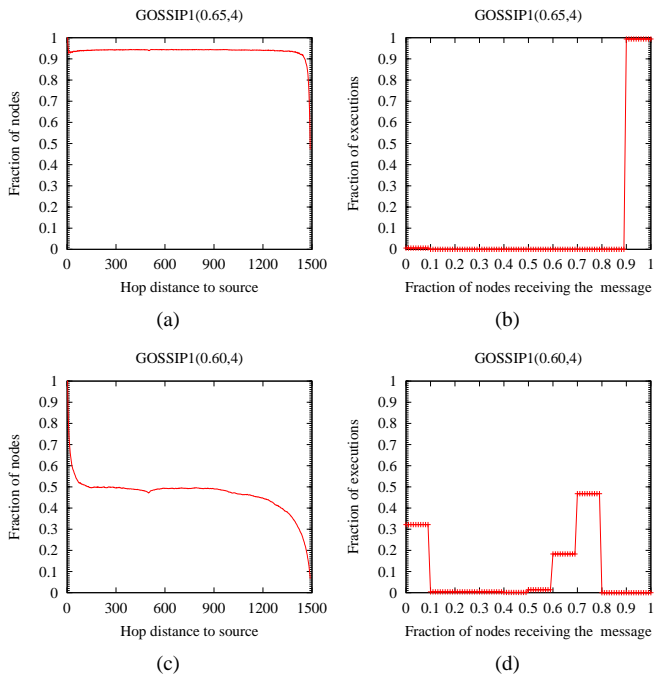 GOSSIP1(0.65,4)
1
0.9
0.8
0.7
0.6
0.5
0.4
0.3
0.2
0.1
0
Fraction of nodes
0 300 600 900 1200 1500
Hop distance to source
(a)
GOSSIP1(0.65,4)
1
0.9
0.8
0.7
0.6
0.5
0.4
0.3
0.2
0.1
0
Fraction of executions
0 0.1 0.2 0.3 0.4 0.5 0.6 0.7 0.8 0.9 1
Fraction of nodes receiving the message
(b)
GOSSIP1(0.60,4)
1
0.9
0.8
0.7
0.6
0.5
0.4
0.3
0.2
0.1
0
Fraction of nodes
0 300 600 900 1200 1500
Hop distance to source
(c)
GOSSIP1(0.60,4)
1
0.9
0.8
0.7
0.6
0.5
0.4
0.3
0.2
0.1
0
Fraction of executions
0 0.1 0.2 0.3 0.4 0.5 0.6 0.7 0.8 0.9 1
Fraction of nodes receiving the message
(d)